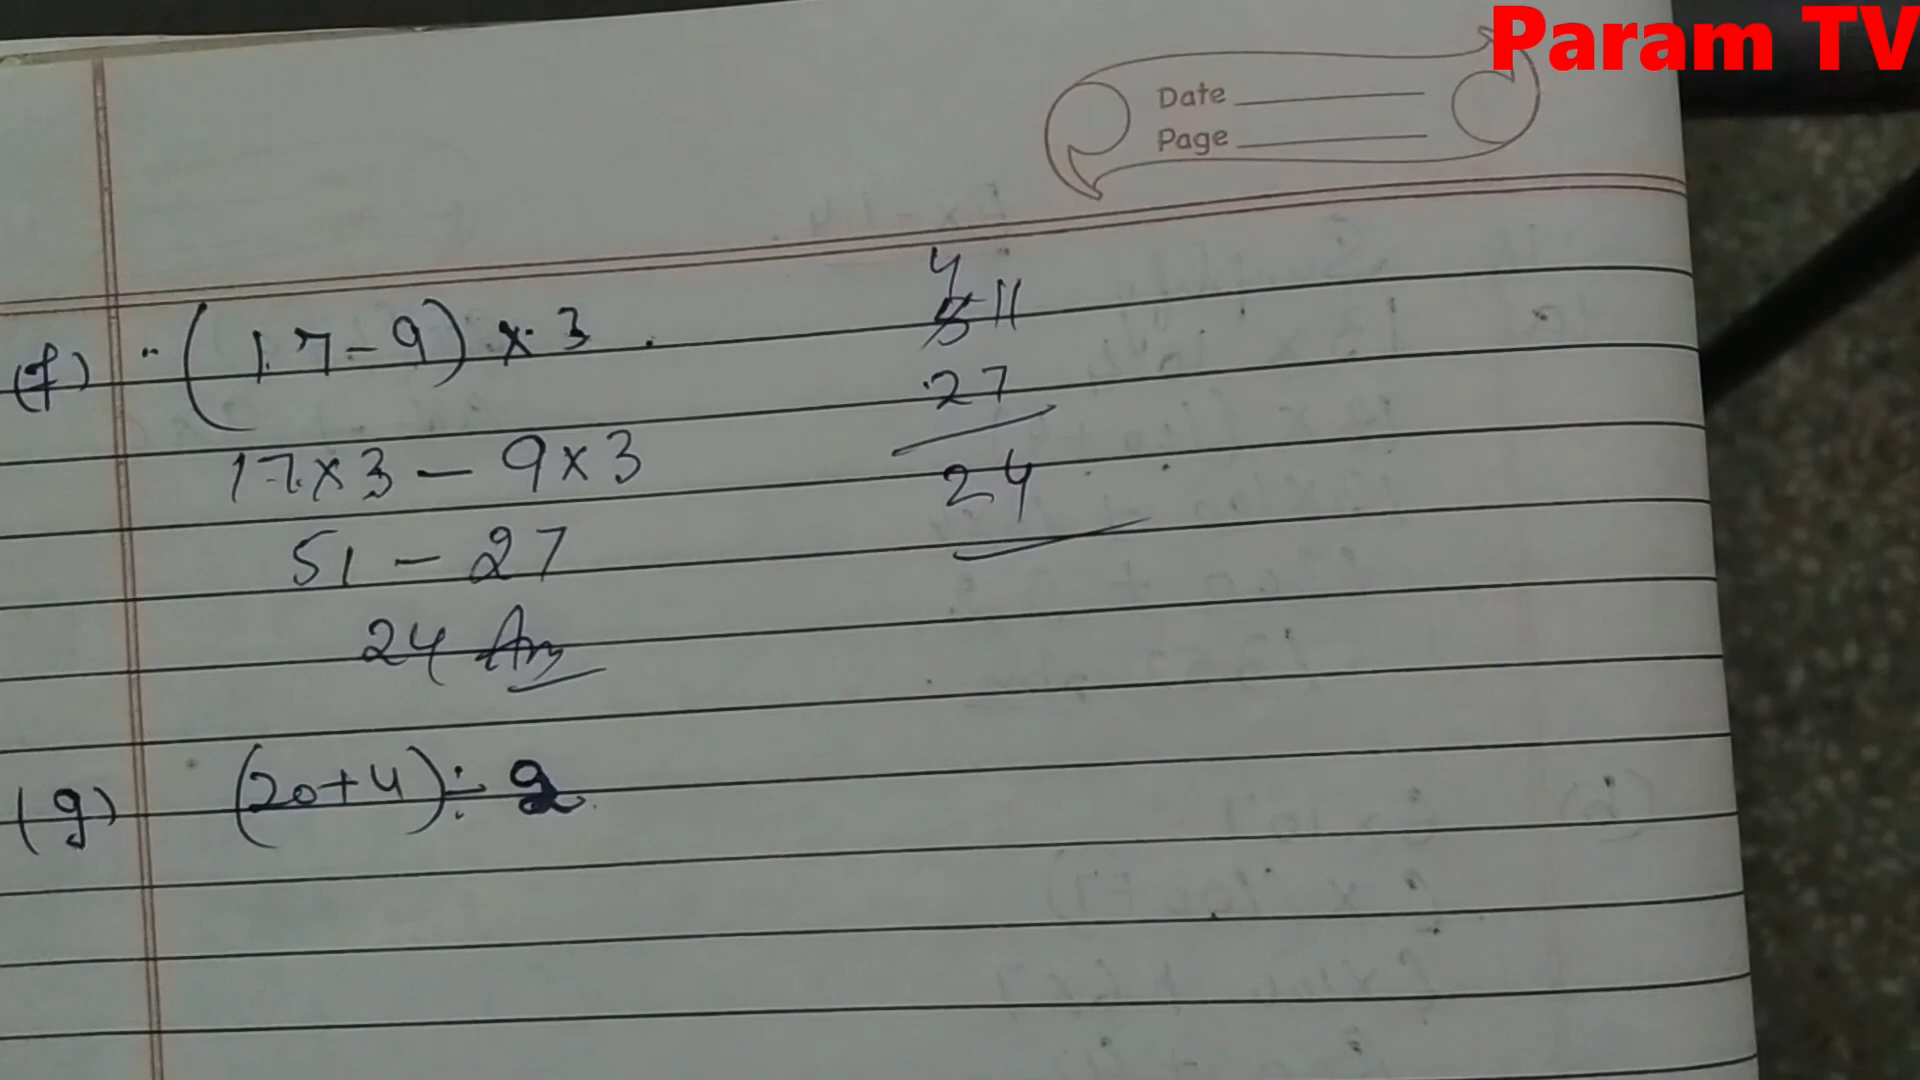 Param TV
Date
Page
(f) (17-9) × 3
17×3 - 9×3
51 - 27
24 Ans
4
5 11
27
24
(g) (20+4) ÷ 2